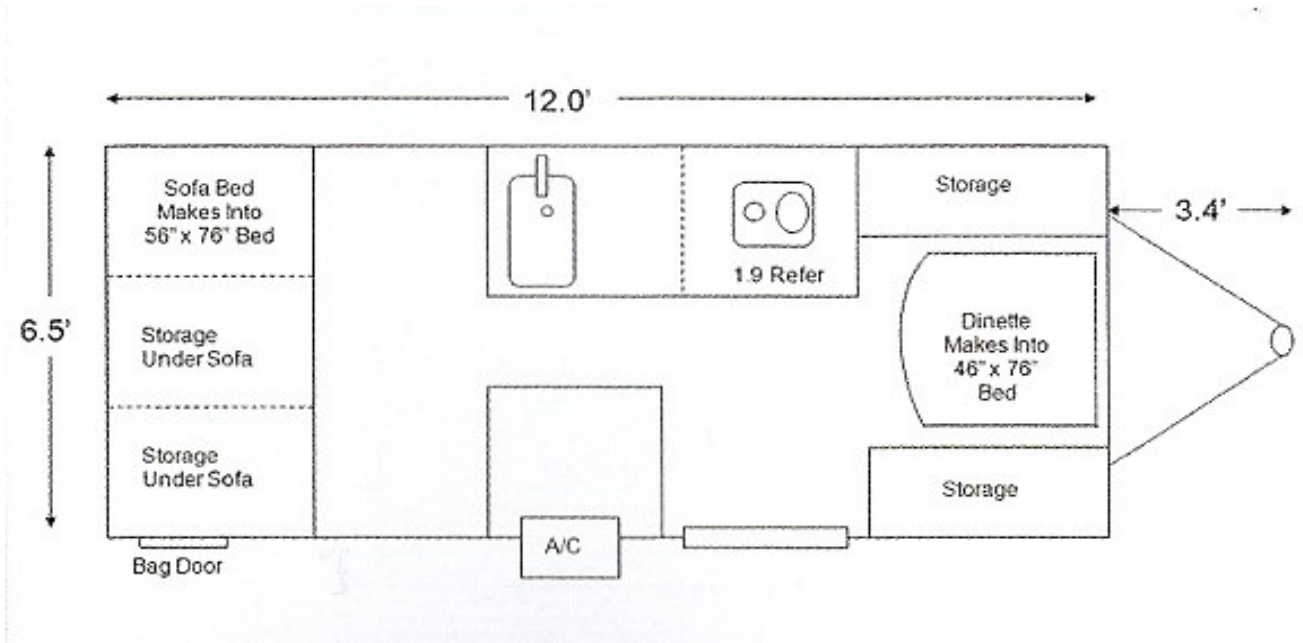 12.0'
Sofa Bed
Makes Into
56" x 76" Bed
Storage
3.4'
1.9 Refer
6.5'
Storage
Under Sofa
Dinette
Makes Into
46" x 76"
Bed
Storage
Under Sofa
Storage
A/C
Bag Door